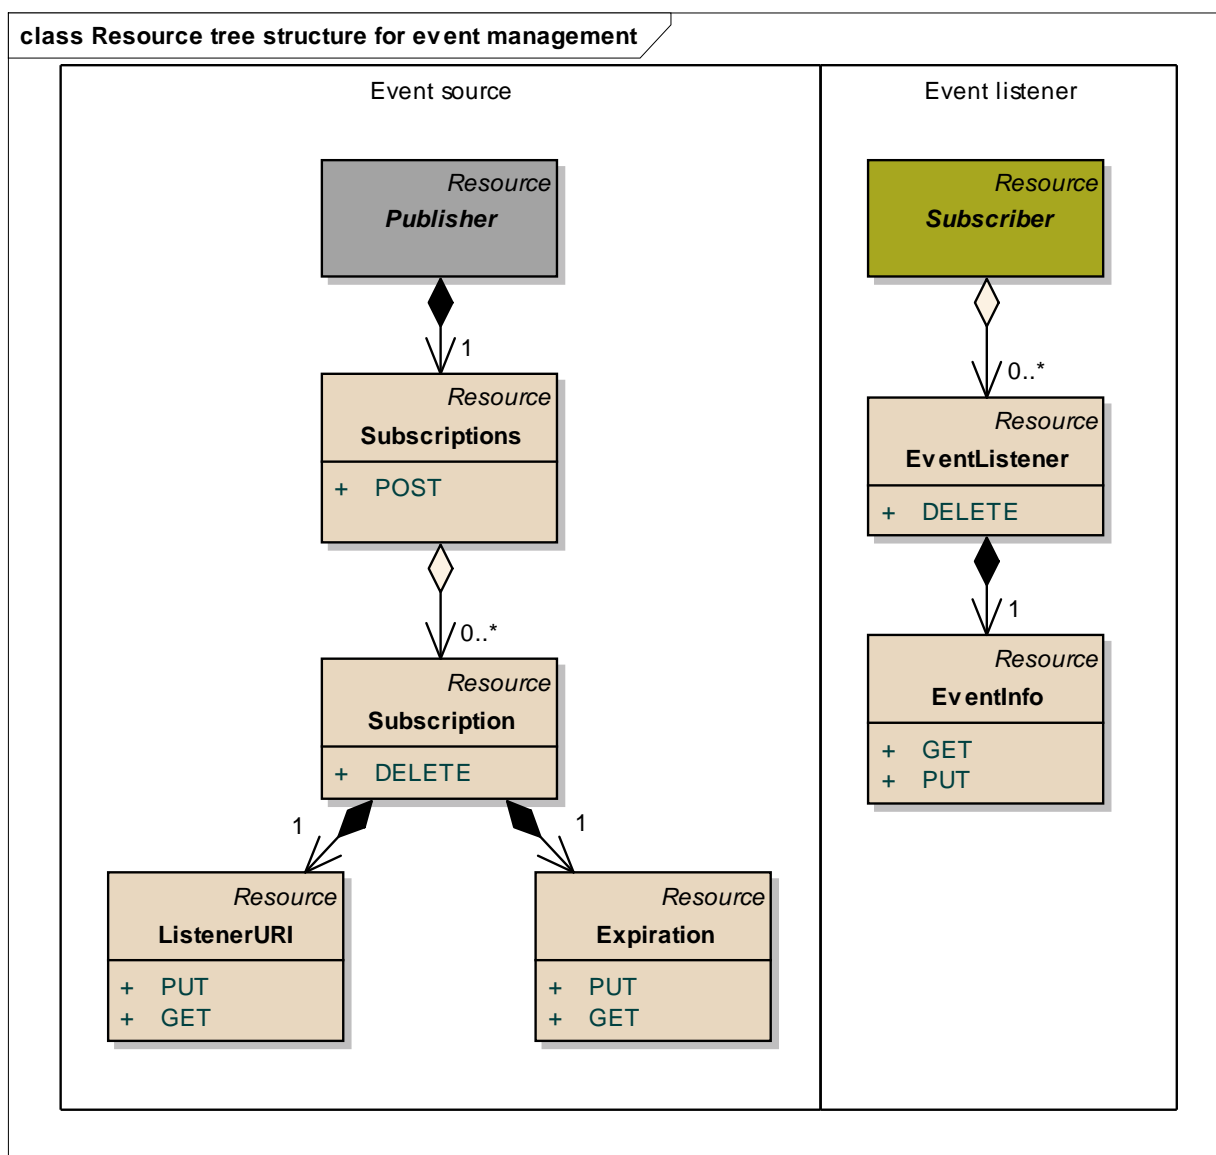 class Resource tree structure for event management
Event source
Resource
Publisher
1
Resource
Subscriptions
+ POST
0..*
Resource
Subscription
+ DELETE
1
1
Resource
ListenerURI
+ PUT
+ GET
Resource
Expiration
+ PUT
+ GET
Event listener
Resource
Subscriber
0..*
Resource
EventListener
+ DELETE
1
Resource
EventInfo
+ GET
+ PUT